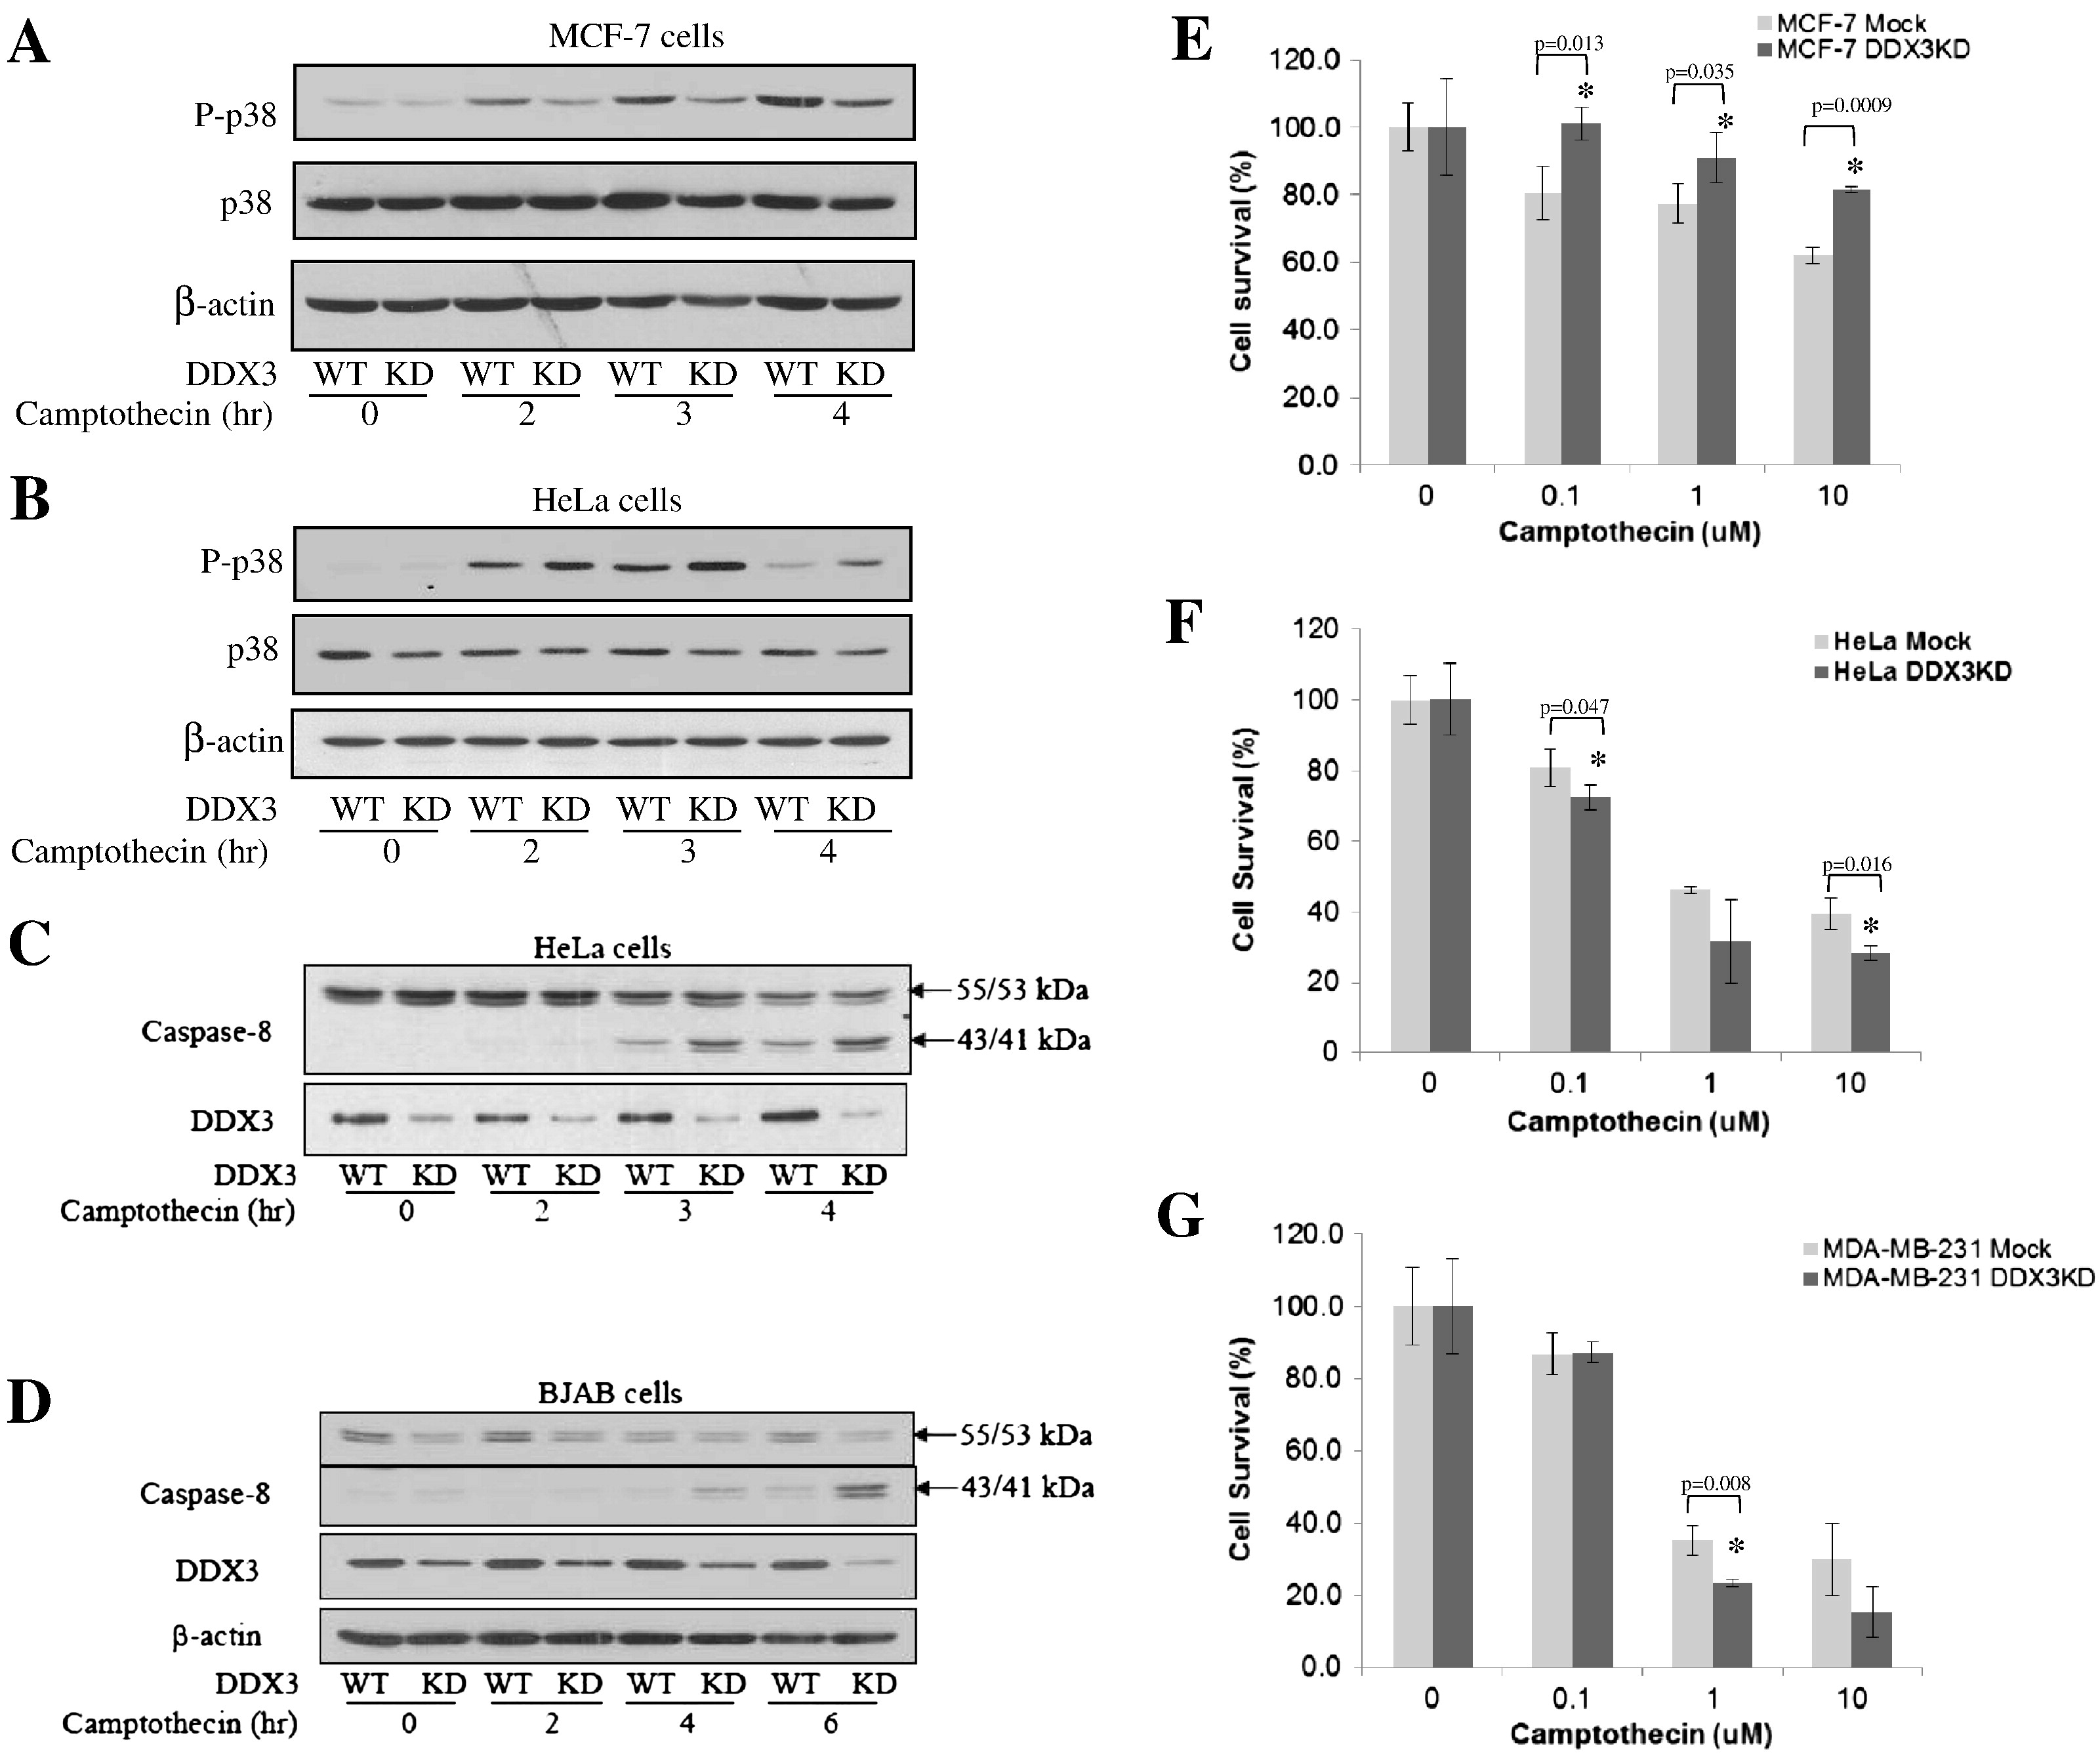 A
MCF-7 cells
P-p38
p38
β-actin
DDX3 WT KD WT KD WT KD WT KD
Camptothecin (hr) 0 2 3 4
B
HeLa cells
P-p38
p38
β-actin
DDX3 WT KD WT KD WT KD WT KD
Camptothecin (hr) 0 2 3 4
C
HeLa cells
55/53 kDa
Caspase-8
43/41 kDa
DDX3
DDX3 WT KD WT KD WT KD WT KD
Camptothecin (hr) 0 2 3 4
D
BJAB cells
55/53 kDa
Caspase-8
43/41 kDa
DDX3
β-actin
DDX3 WT KD WT KD WT KD WT KD
Camptothecin (hr) 0 2 4 6
E
MCF-7 Mock
MCF-7 DDX3KD
Cell survival (%)
120.0
100.0
80.0
60.0
40.0
20.0
0.0
p=0.013
*
p=0.035
*
p=0.0009
*
0 0.1 1 10
Camptothecin (uM)
F
HeLa Mock
HeLa DDX3KD
Cell Survival (%)
120
100
80
60
40
20
0
p=0.047
*
p=0.016
*
0 0.1 1 10
Camptothecin (uM)
G
MDA-MB-231 Mock
MDA-MB-231 DDX3KD
Cell Survival (%)
120.0
100.0
80.0
60.0
40.0
20.0
0.0
p=0.008
*
0 0.1 1 10
Camptothecin (uM)